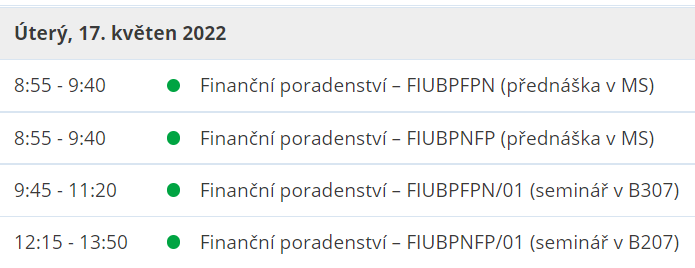 Úterý, 17. květen 2022
8:55 - 9:40 Finanční poradenství – FIUBPFPN (přednáška v MS)
8:55 - 9:40 Finanční poradenství – FIUBPNFP (přednáška v MS)
9:45 - 11:20 Finanční poradenství – FIUBPFPN/01 (seminář v B307)
12:15 - 13:50 Finanční poradenství – FIUBPNFP/01 (seminář v B207)